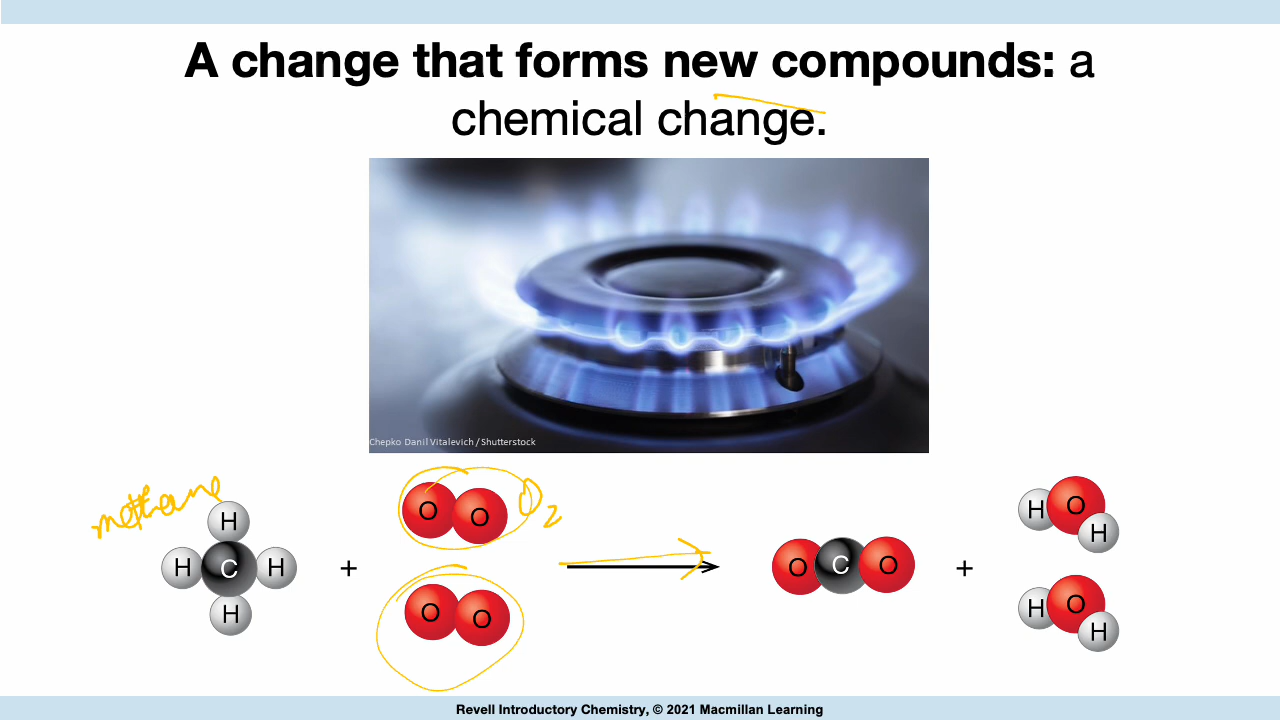 A change that forms new compounds: a
chemical change.
Chepko Danil Vitalevich / Shutterstock
methane
H
H C H
H
+
O O
O2
O O
O C O
+
H O H
H O H
Revell Introductory Chemistry, © 2021 Macmillan Learning